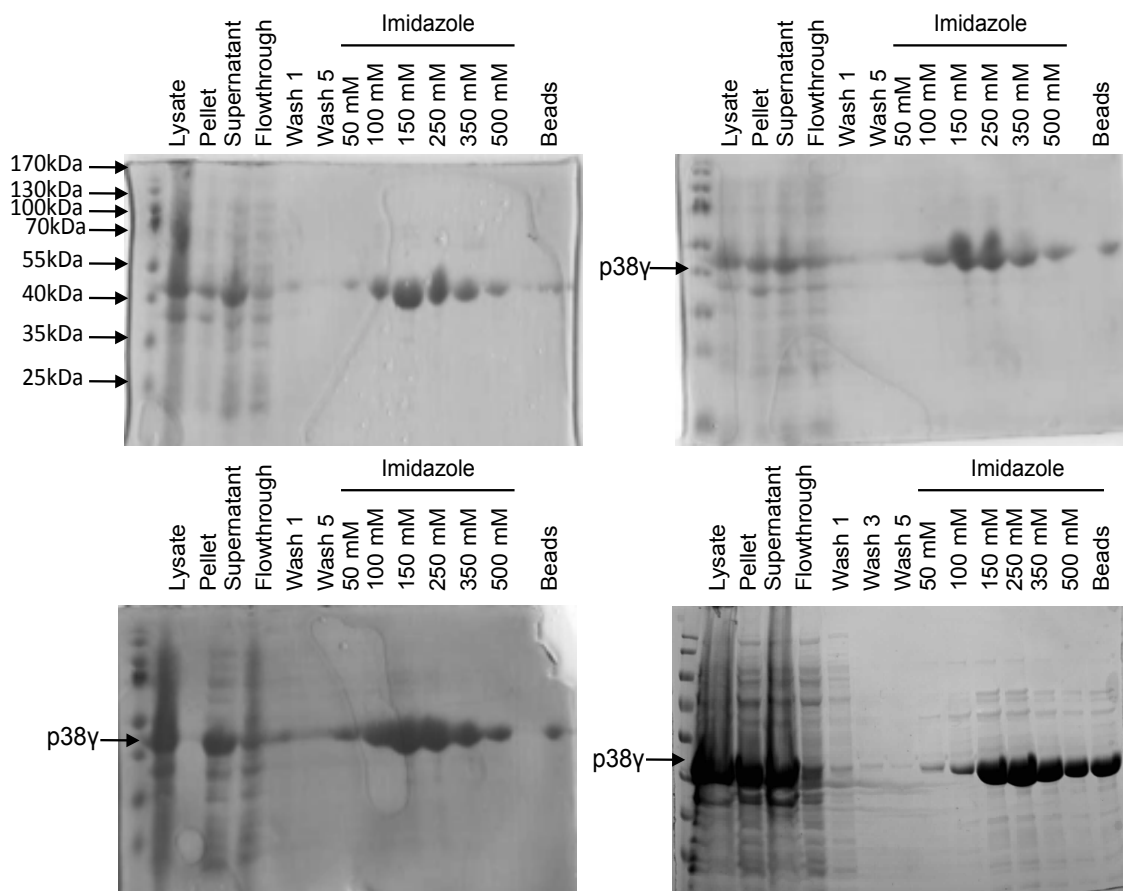 Imidazole
Lysate
Pellet
Supernatant
Flowthrough
Wash 1
Wash 5
50 mM
100 mM
150 mM
250 mM
350 mM
500 mM
Beads
170kDa
130kDa
100kDa
70kDa
55kDa
40kDa
35kDa
25kDa
Imidazole
Lysate
Pellet
Supernatant
Flowthrough
Wash 1
Wash 5
50 mM
100 mM
150 mM
250 mM
350 mM
500 mM
Beads
p38γ
Imidazole
Lysate
Pellet
Supernatant
Flowthrough
Wash 1
Wash 5
50 mM
100 mM
150 mM
250 mM
350 mM
500 mM
Beads
p38γ
Imidazole
Lysate
Pellet
Supernatant
Flowthrough
Wash 1
Wash 3
Wash 5
50 mM
100 mM
150 mM
250 mM
350 mM
500 mM
Beads
p38γ